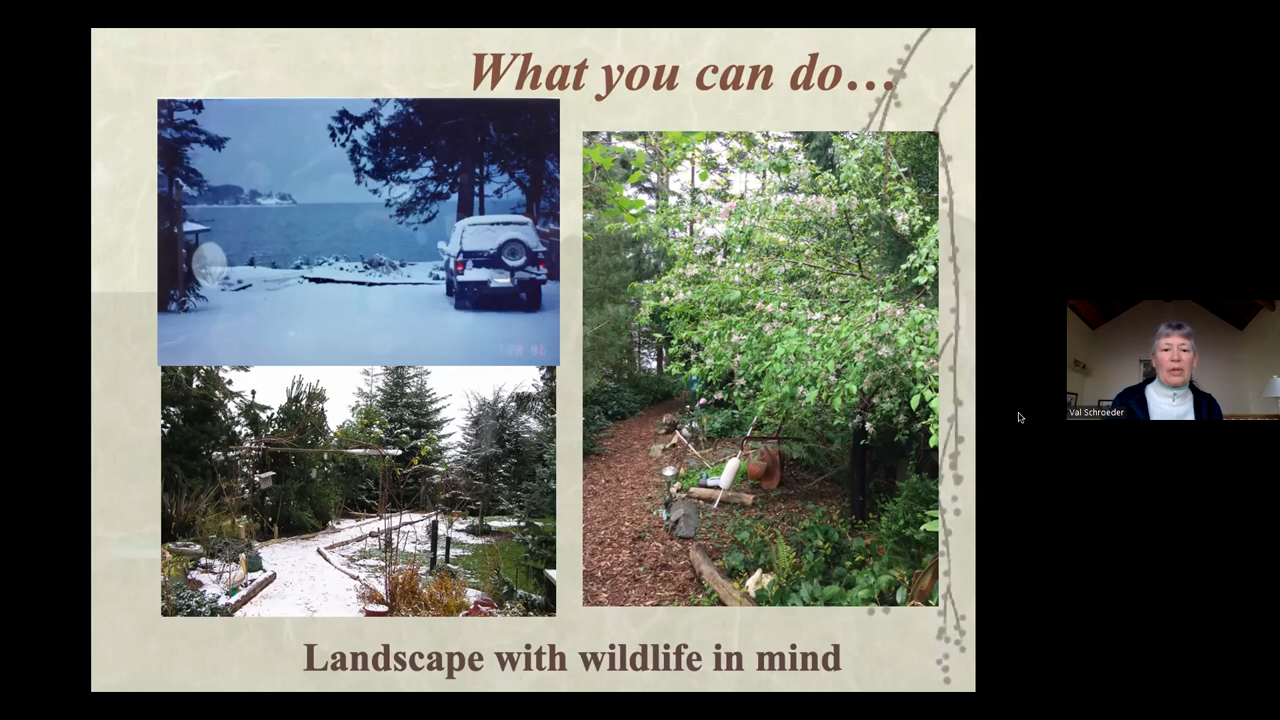 What you can do…
Landscape with wildlife in mind
Val Schroeder